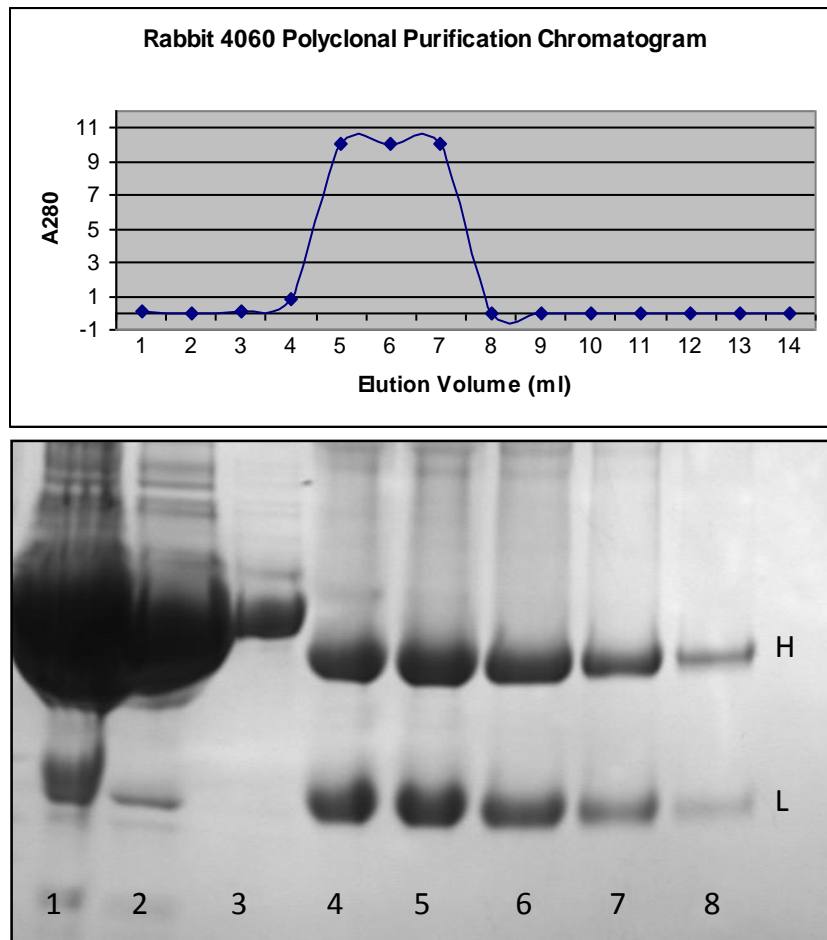 Rabbit 4060 Polyclonal Purification Chromatogram
11
9
7
5
3
1
-1
A280
1 2 3 4 5 6 7 8 9 10 11 12 13 14
Elution Volume (ml)
H
L
1 2 3 4 5 6 7 8